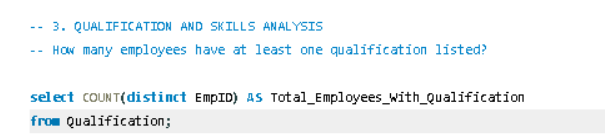 -- 3. QUALIFICATION AND SKILLS ANALYSIS
-- How many employees have at least one qualification listed?
select COUNT(distinct EmpID) AS Total_Employees_With_Qualification
from Qualification;